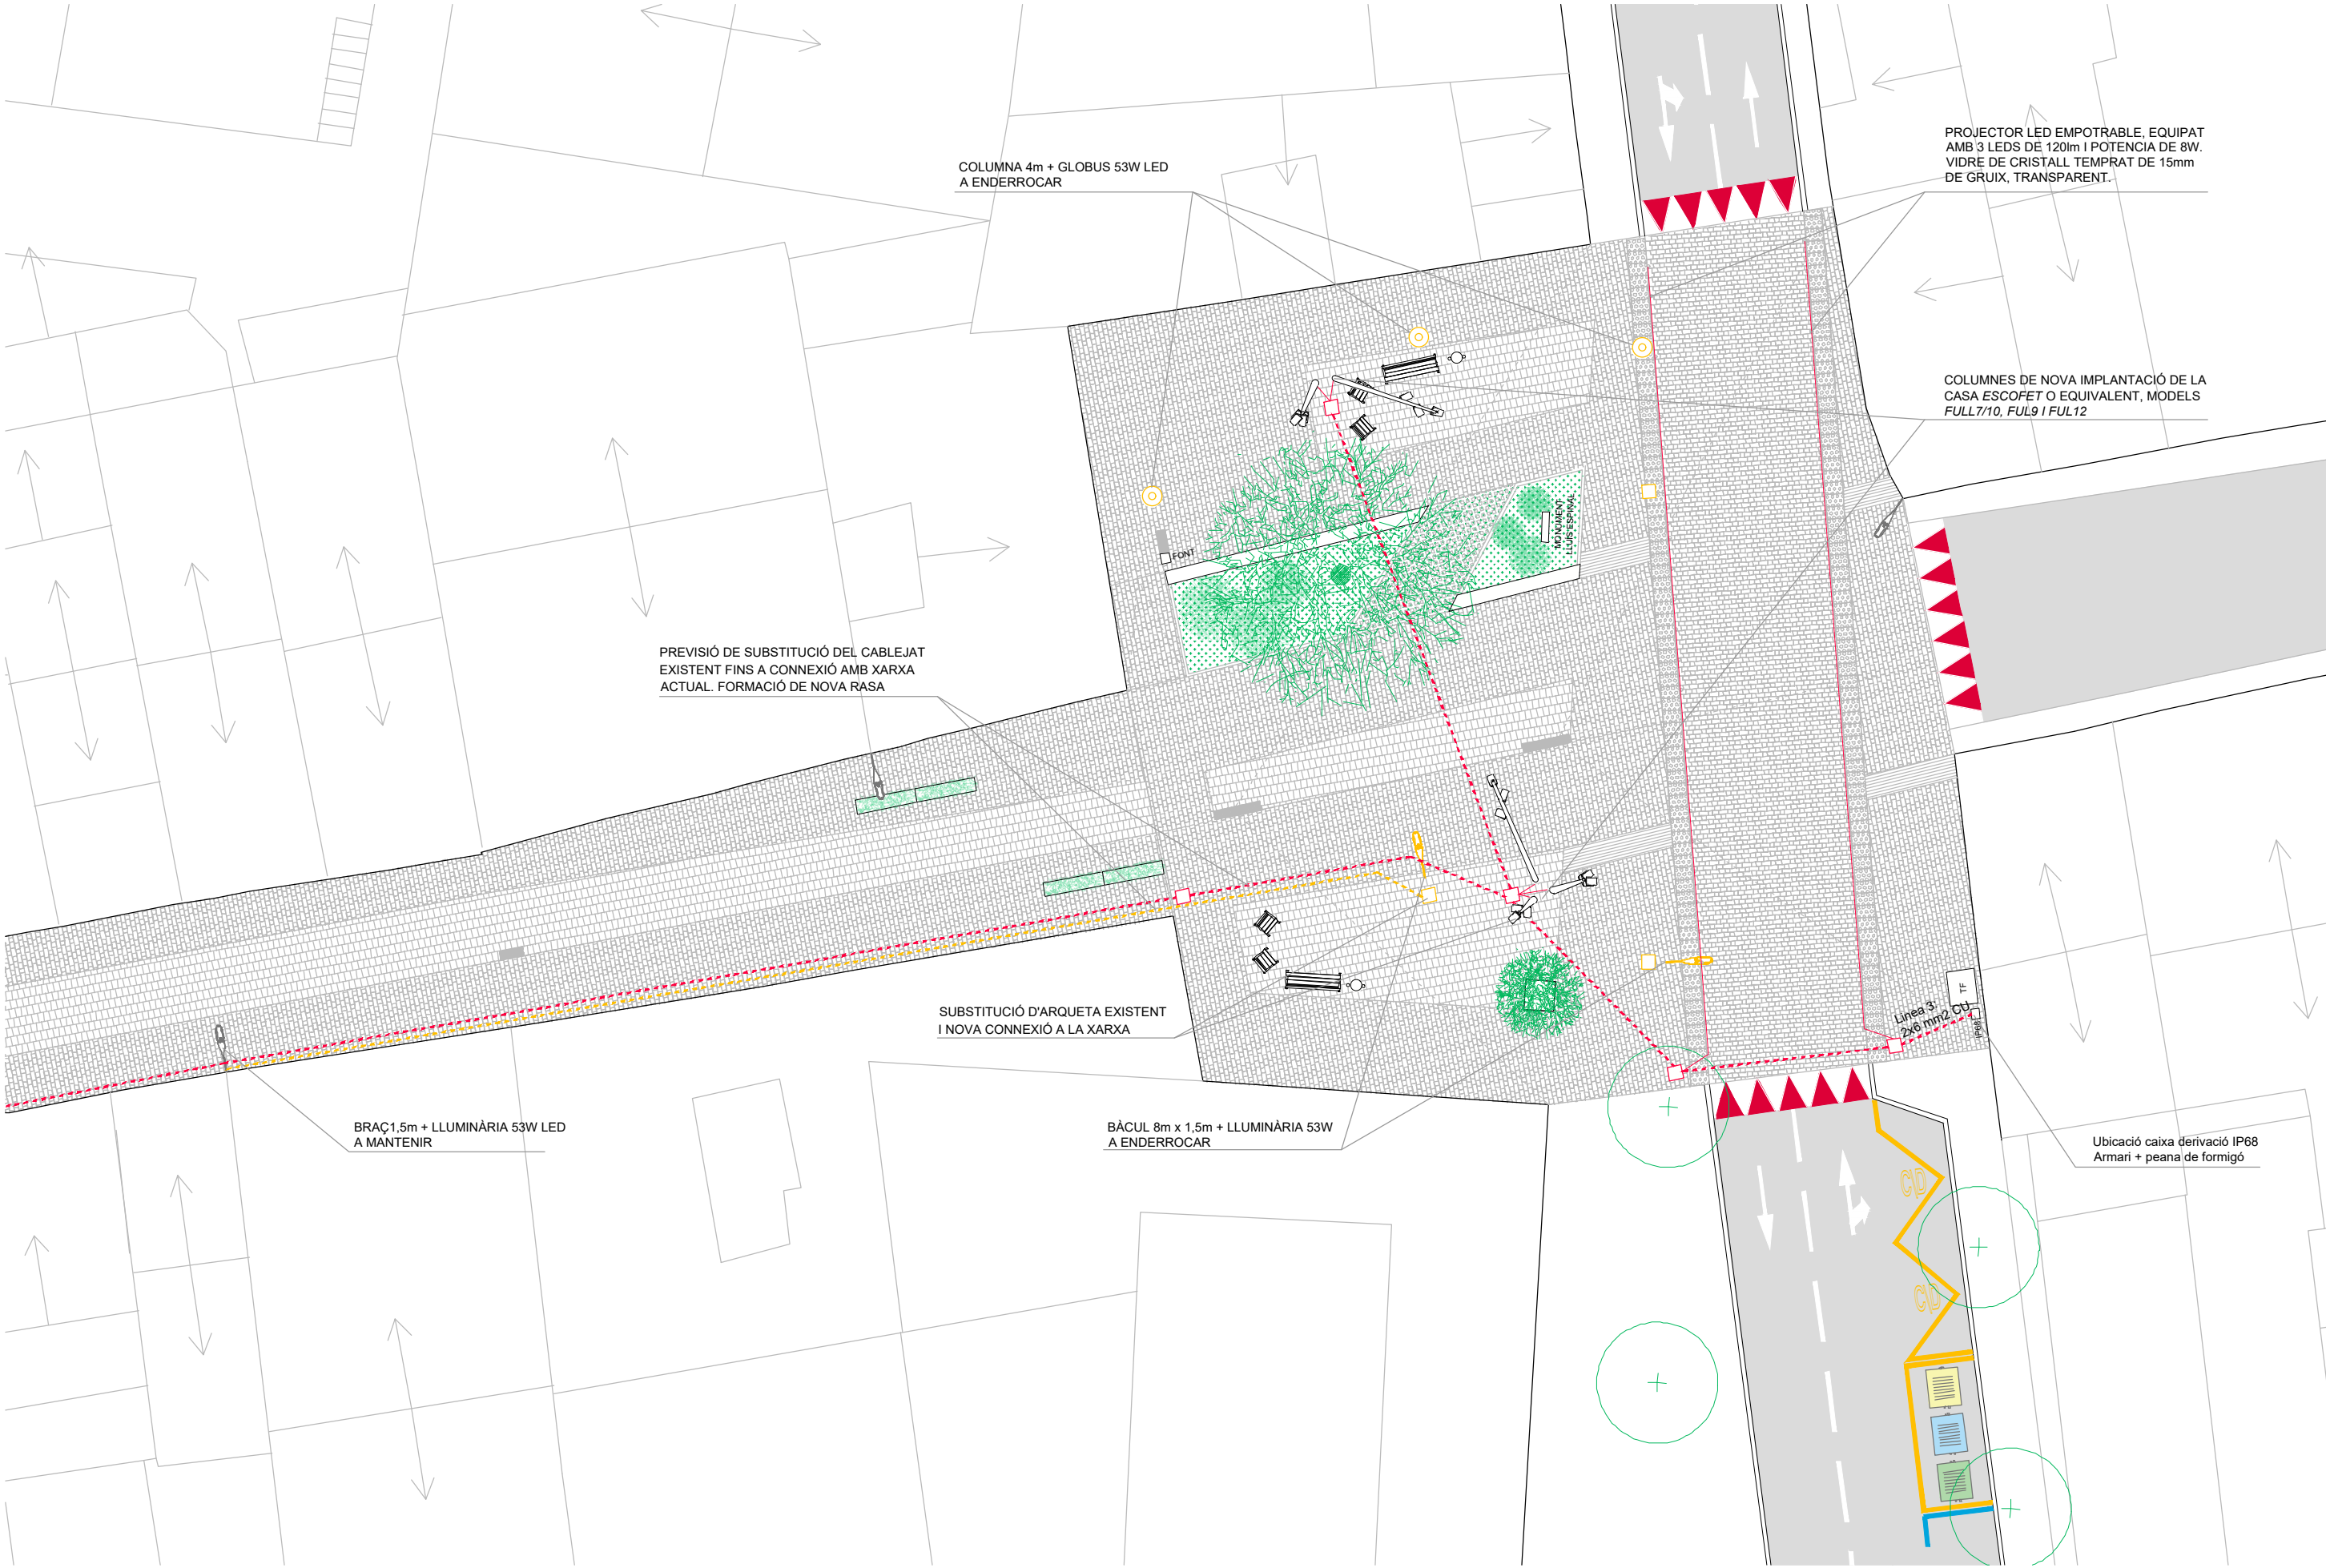 COLUMNA 4m + GLOBUS 53W LED
A ENDERROCAR
PROJECTOR LED EMPOTRABLE, EQUIPAT
AMB 3 LEDS DE 120lm I POTENCIA DE 8W.
VIDRE DE CRISTALL TEMPRAT DE 15mm
DE GRUIX, TRANSPARENT.
COLUMNES DE NOVA IMPLANTACIÓ DE LA
CASA ESCOFET O EQUIVALENT, MODELS
FULL7/10, FUL9 I FUL12
MONUMENT
LLUIS ESPINAL
FONT
PREVISIÓ DE SUBSTITUCIÓ DEL CABLEJAT
EXISTENT FINS A CONNEXIÓ AMB XARXA
ACTUAL. FORMACIÓ DE NOVA RASA
SUBSTITUCIÓ D'ARQUETA EXISTENT
I NOVA CONNEXIÓ A LA XARXA
TF
Linea 3:
2x6 mm2 CU
IP68
BRAÇ1,5m + LLUMINÀRIA 53W LED
A MANTENIR
BÀCUL 8m x 1,5m + LLUMINÀRIA 53W
A ENDERROCAR
Ubicació caixa derivació IP68
Armari + peana de formigó
C\D
C\D